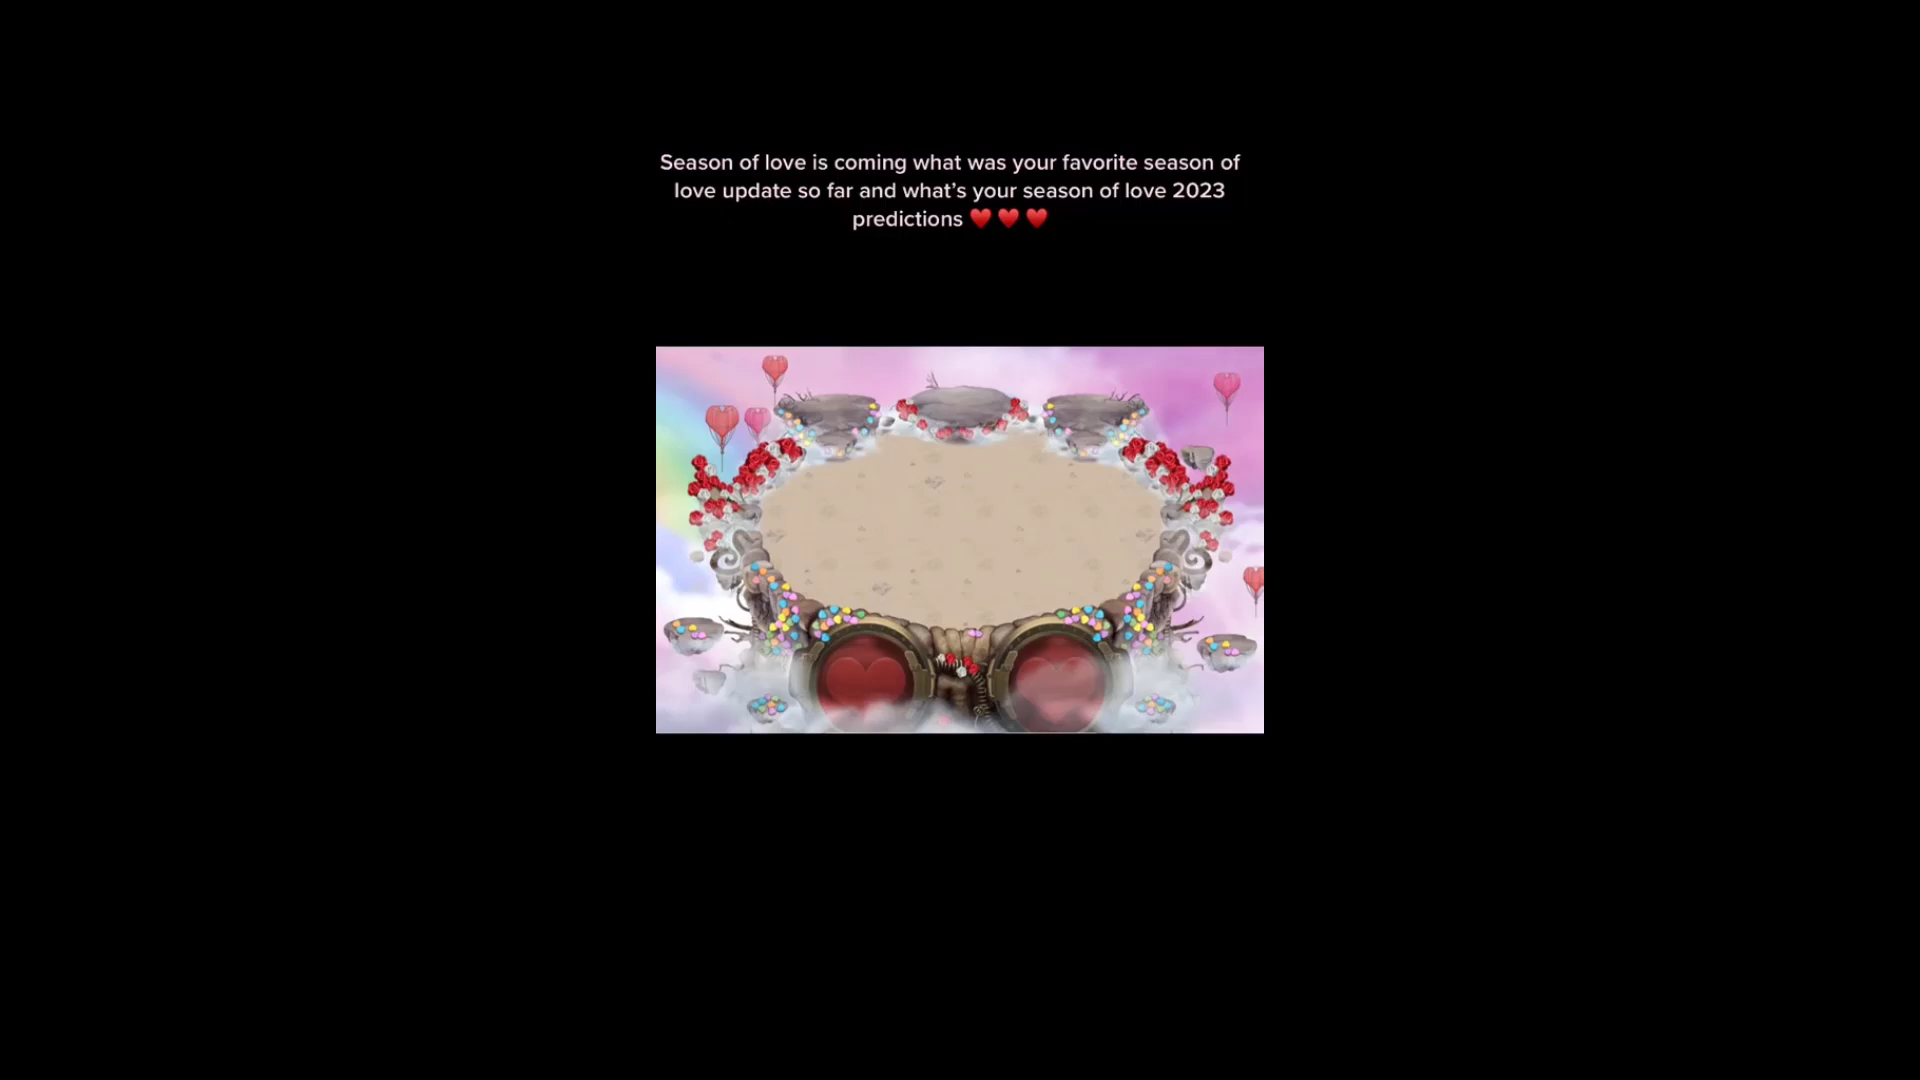 Season of love is coming what was your favorite season of
love update so far and what’s your season of love 2023
predictions ♥️ ♥️ ♥️